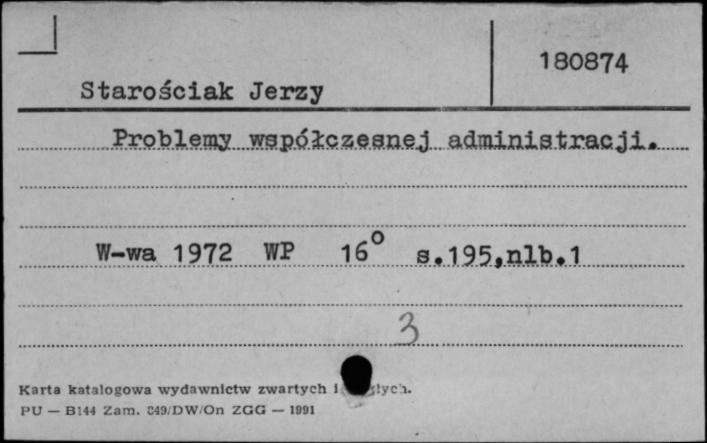 180874
Starościak Jerzy
Problemy współczesnej administracji.
W-wa 1972 WP 16° s.195,nlb.1
3
Karta katalogowa wydawnictw zwartych i
PU — B144 Zam. 849/DW/On ZGG — 1991